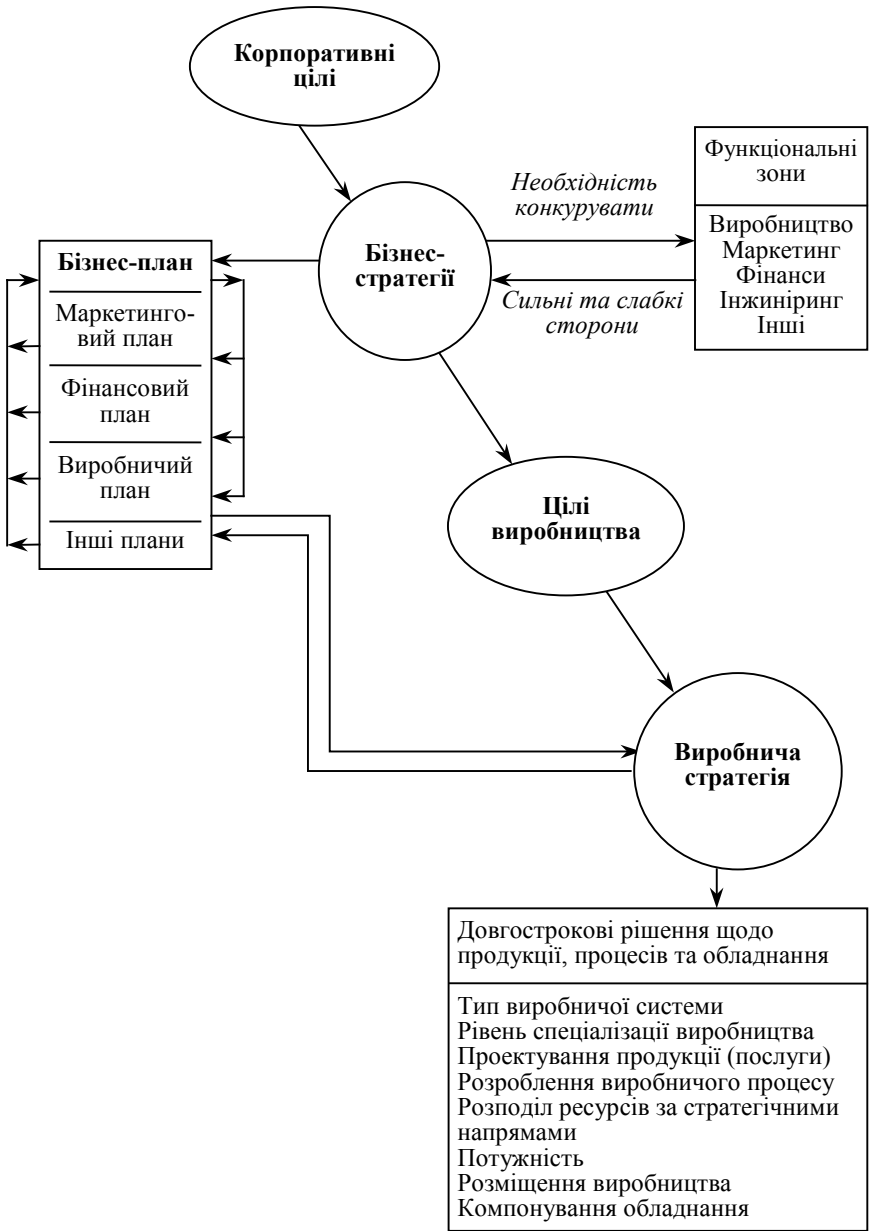 Корпоративні
цілі
Функціональні
зони
Необхідність
конкурувати
Виробництво
Маркетинг
Фінанси
Інжиніринг
Інші
Бізнес-
стратегії
Сильні та слабкі
сторони
Бізнес-план
Маркетинго-
вий план
Фінансовий
план
Виробничий
план
Інші плани
Цілі
виробництва
Виробнича
стратегія
Довгострокові рішення щодо
продукції, процесів та обладнання
Тип виробничої системи
Рівень спеціалізації виробництва
Проектування продукції (послуги)
Розроблення виробничого процесу
Розподіл ресурсів за стратегічними
напрямами
Потужність
Розміщення виробництва
Компонування обладнання